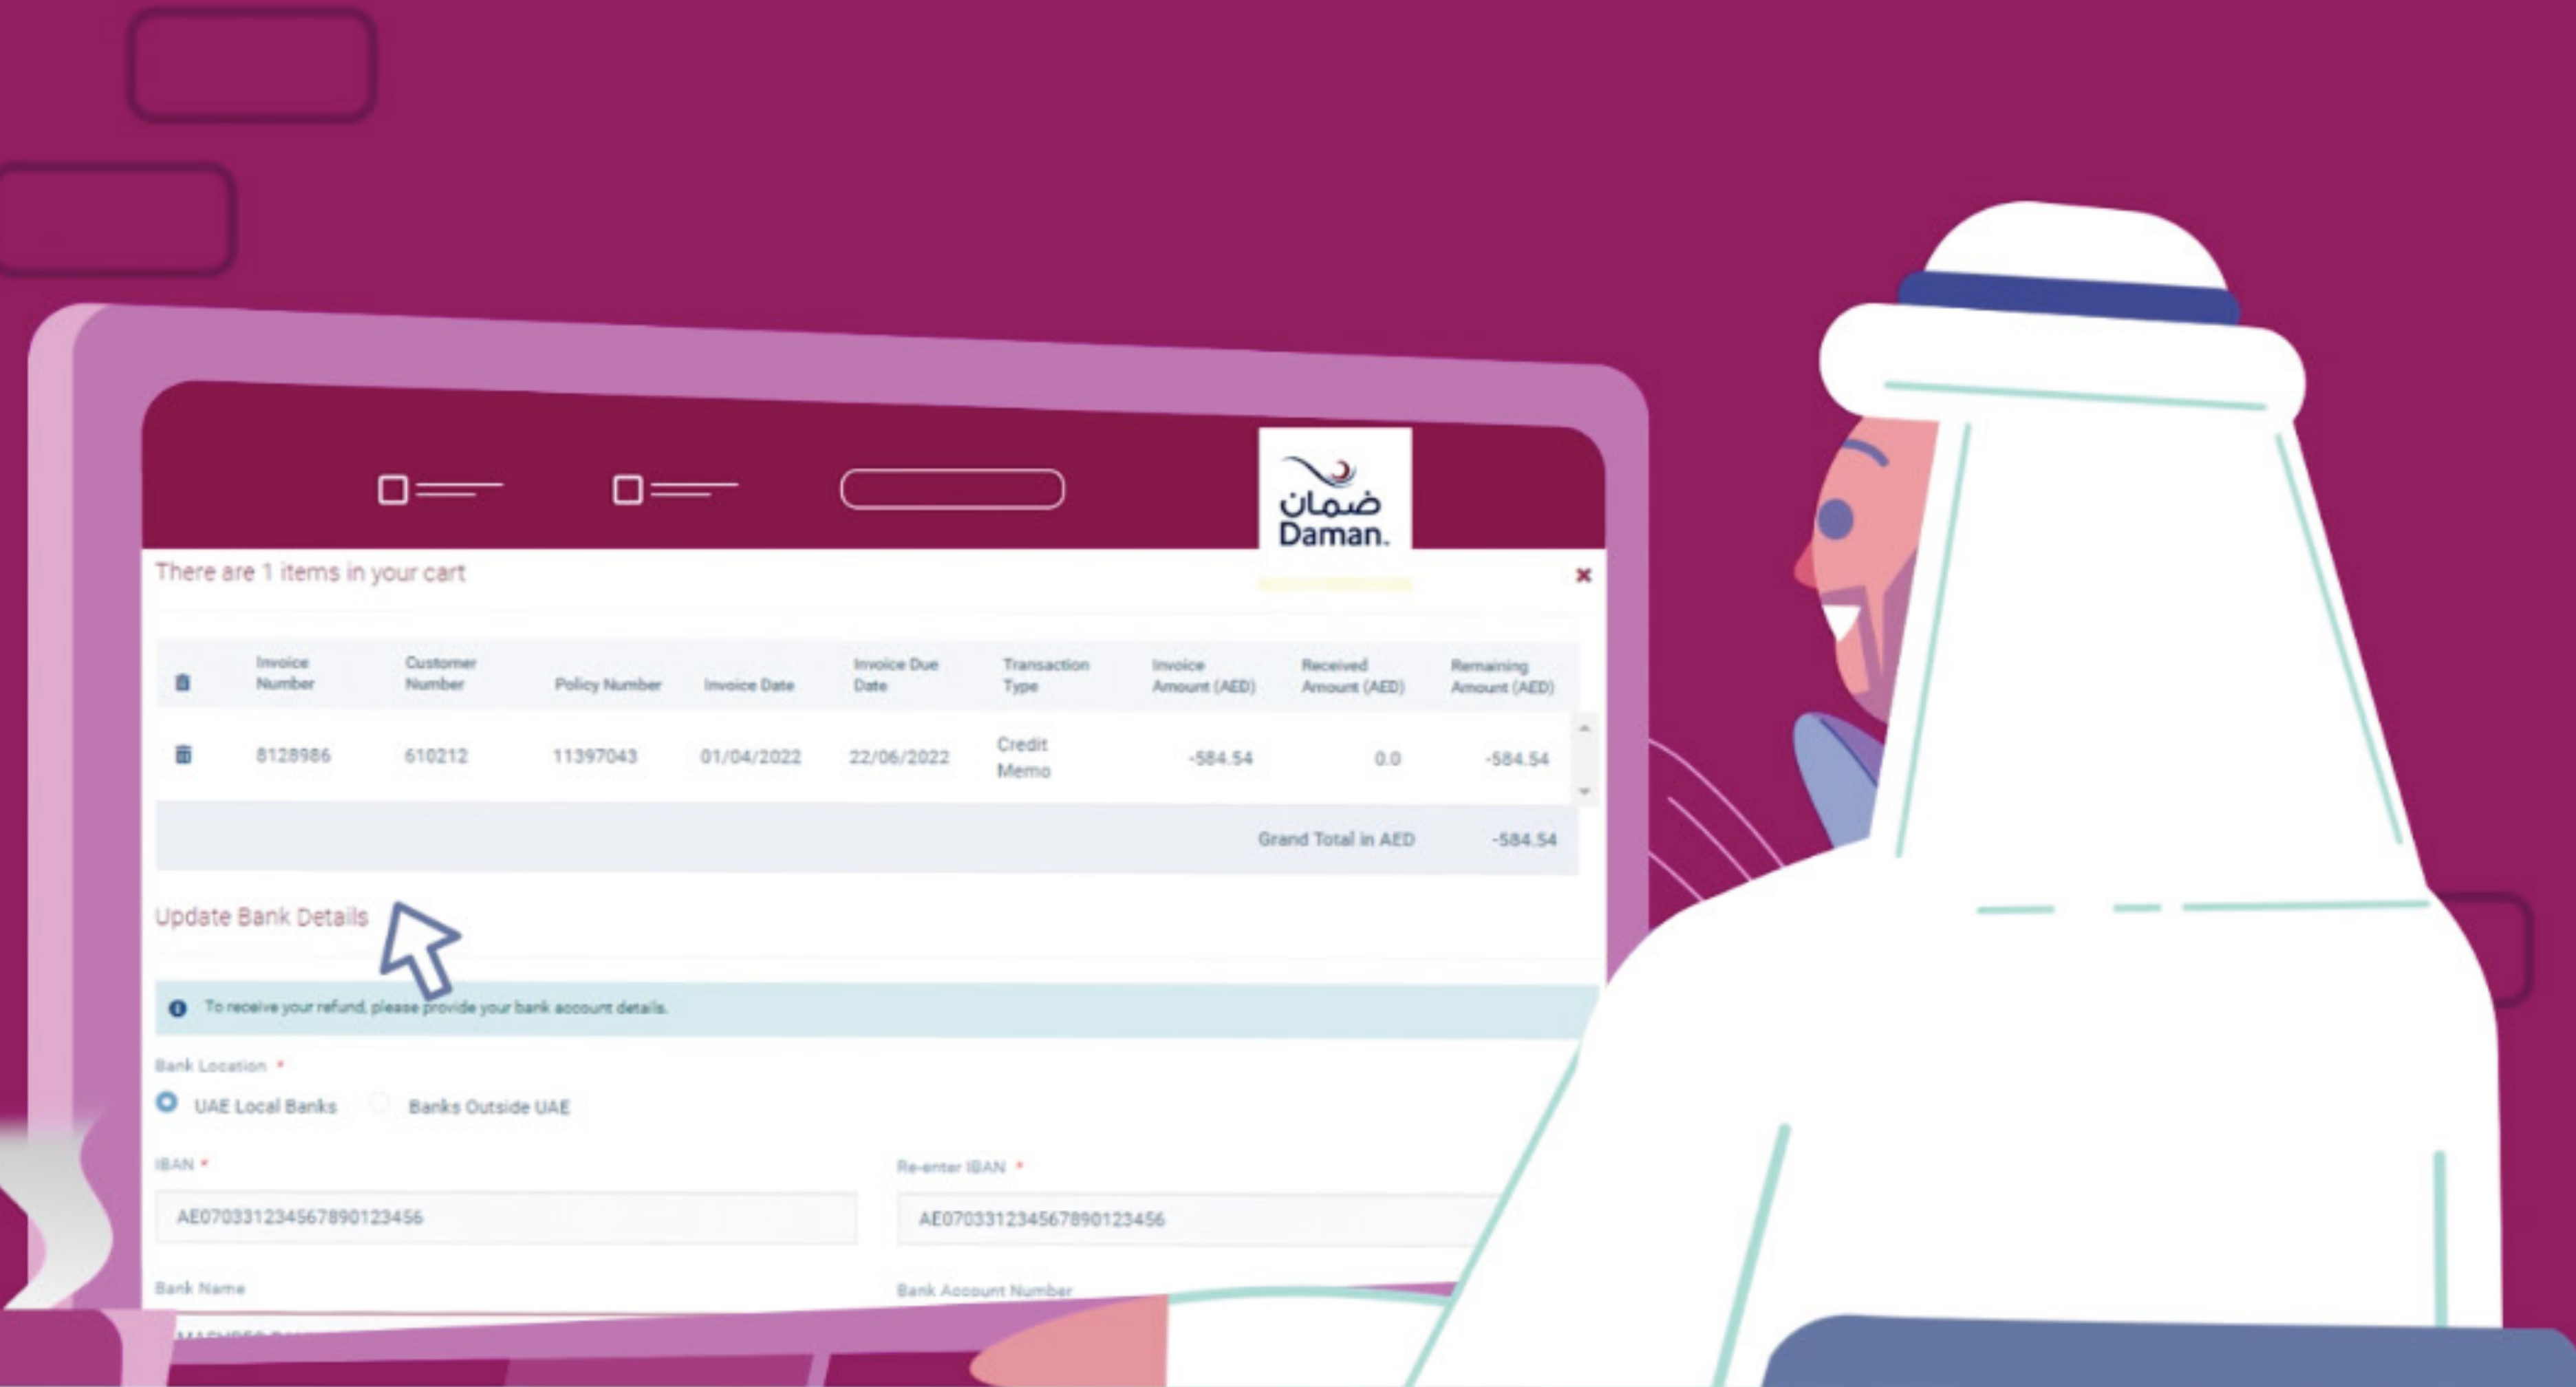 ضمان
Daman.
There are 1 items in your cart
Invoice Number
Customer Number
Policy Number
Invoice Date
Invoice Due Date
Transaction Type
Invoice Amount (AED)
Received Amount (AED)
Remaining Amount (AED)
8128986
610212
11397043
01/04/2022
22/06/2022
Credit Memo
-584.54
0.0
-584.54
Grand Total in AED
-584.54
Update Bank Details
To receive your refund, please provide your bank account details.
Bank Location *
UAE Local Banks
Banks Outside UAE
IBAN *
Re-enter IBAN *
AE070331234567890123456
AE070331234567890123456
Bank Name
Bank Account Number